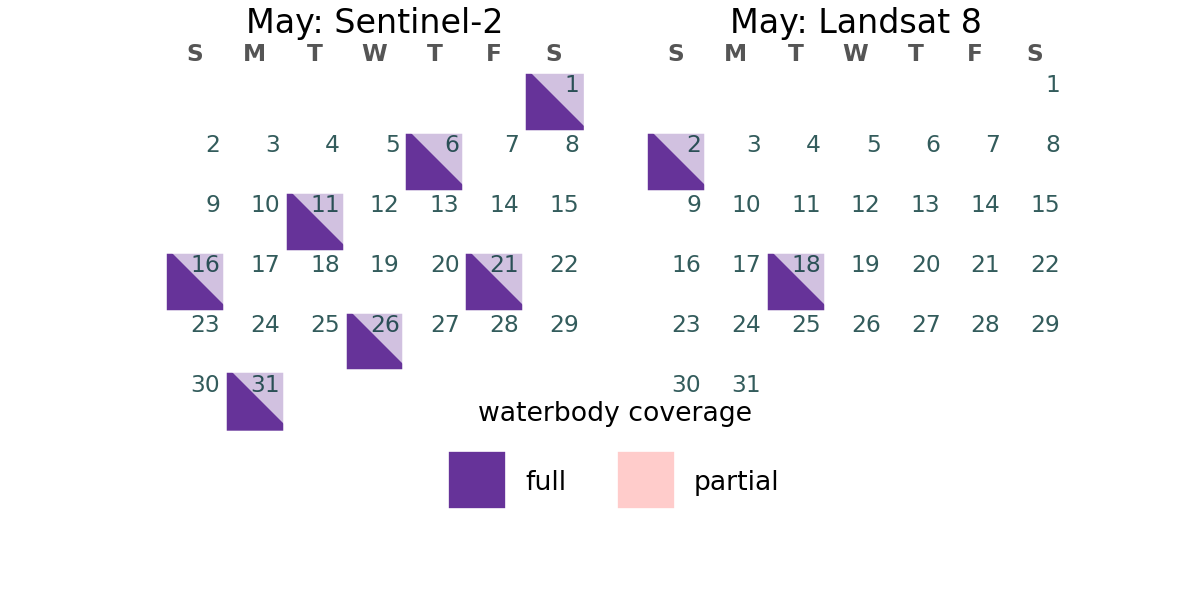 May: Sentinel-2
S M T W T F S
1
2 3 4 5 6 7 8
9 10 11 12 13 14 15
16 17 18 19 20 21 22
23 24 25 26 27 28 29
30 31
May: Landsat 8
S M T W T F S
1
2 3 4 5 6 7 8
9 10 11 12 13 14 15
16 17 18 19 20 21 22
23 24 25 26 27 28 29
30 31
waterbody coverage
full partial